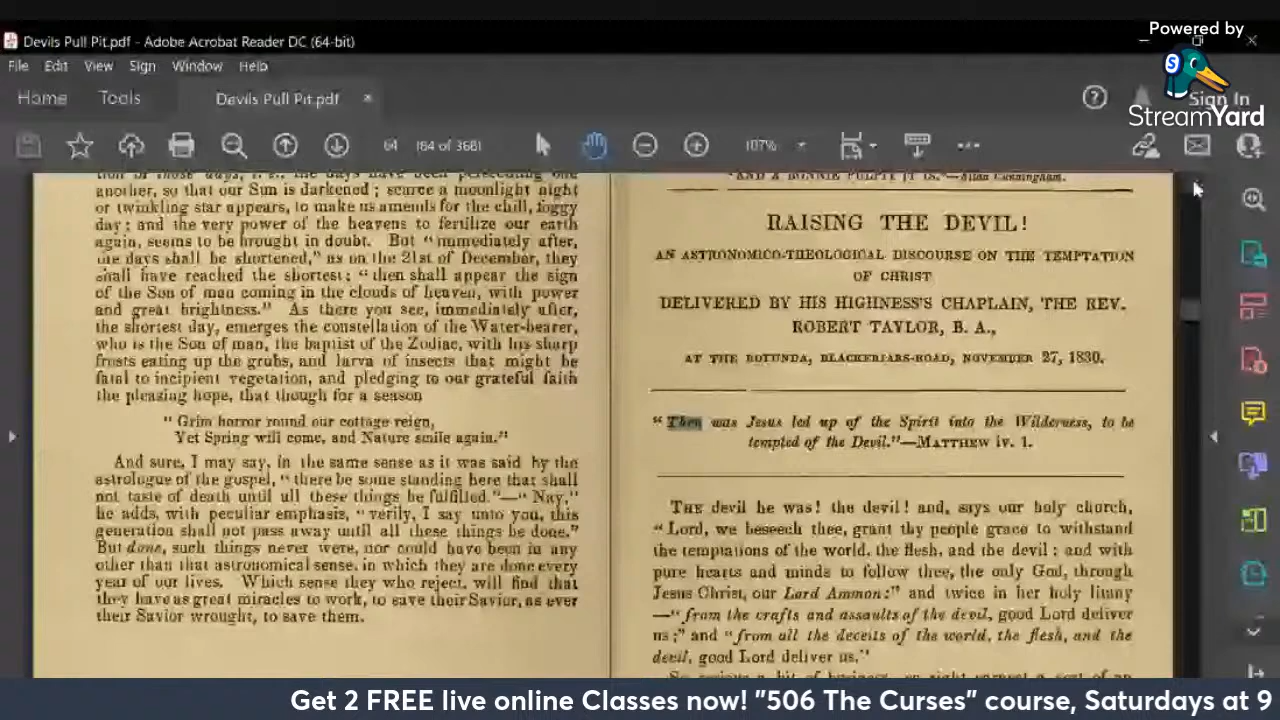 Powered by
StreamYard
Devils Pull Pit.pdf - Adobe Acrobat Reader DC (64-bit)
File Edit View Sign Window Help
Home Tools Devils Pull Pit.pdf ×
Sign In
64 (64 of 368) 107%
another, so that our Sun is darkened; scarce a moonlight night
or twinkling star appears, to make us amends for the chill, foggy
day; and the very power of the heavens to fertilize our earth
again, seems to be brought in doubt. But "immediately after,
the days shall be shortened," as on the 21st of December, they
shall have reached the shortest: "then shall appear the sign
of the Son of man coming in the clouds of heaven, with power
and great brightness." As there you see, immediately after,
the shortest day, emerges the constellation of the Water-bearer,
who is the Son of man, the baptist of the Zodiac, with his sharp
frosts eating up the grubs, and larva of insects that might be
fatal to incipient vegetation, and pledging to our grateful faith
the pleasing hope, that though for a season
" Grim horror round our cottage reign,
Yet Spring will come, and Nature smile again."
And sure, I may say, in the same sense as it was said by the
astrologue of the gospel, "there be some standing here that shall
not taste of death until all these things be fulfilled."—"Nay,"
he adds, with peculiar emphasis, "verily, I say unto you, this
generation shall not pass away until all these things be done."
But done, such things never were, nor could have been in any
other than that astronomical sense, in which they are done every
year of our lives. Which sense they who reject, will find that
they have as great miracles to work, to save their Savior, as ever
their Savior wrought, to save them.
"AND A BONNIE PULPIT IT IS."—Allan Cunningham.
RAISING THE DEVIL!
AN ASTRONOMICO-THEOLOGICAL DISCOURSE ON THE TEMPTATION
OF CHRIST
DELIVERED BY HIS HIGHNESS'S CHAPLAIN, THE REV.
ROBERT TAYLOR, B. A.,
AT THE ROTUNDA, BLACKFRIARS-ROAD, NOVEMBER 27, 1830.
" Then was Jesus led up of the Spirit into the Wilderness, to be
tempted of the Devil."—MATTHEW iv. 1.
THE devil he was! the devil! and, says our holy church,
"Lord, we beseech thee, grant thy people grace to withstand
the temptations of the world, the flesh, and the devil; and with
pure hearts and minds to follow thee, the only God, through
Jesus Christ, our Lord Ammon:" and twice in her holy litany
—"from the crafts and assaults of the devil, good Lord deliver
us;" and "from all the deceits of the world, the flesh, and the
devil, good Lord deliver us."
Get 2 FREE live online Classes now! "506 The Curses" course, Saturdays at 9